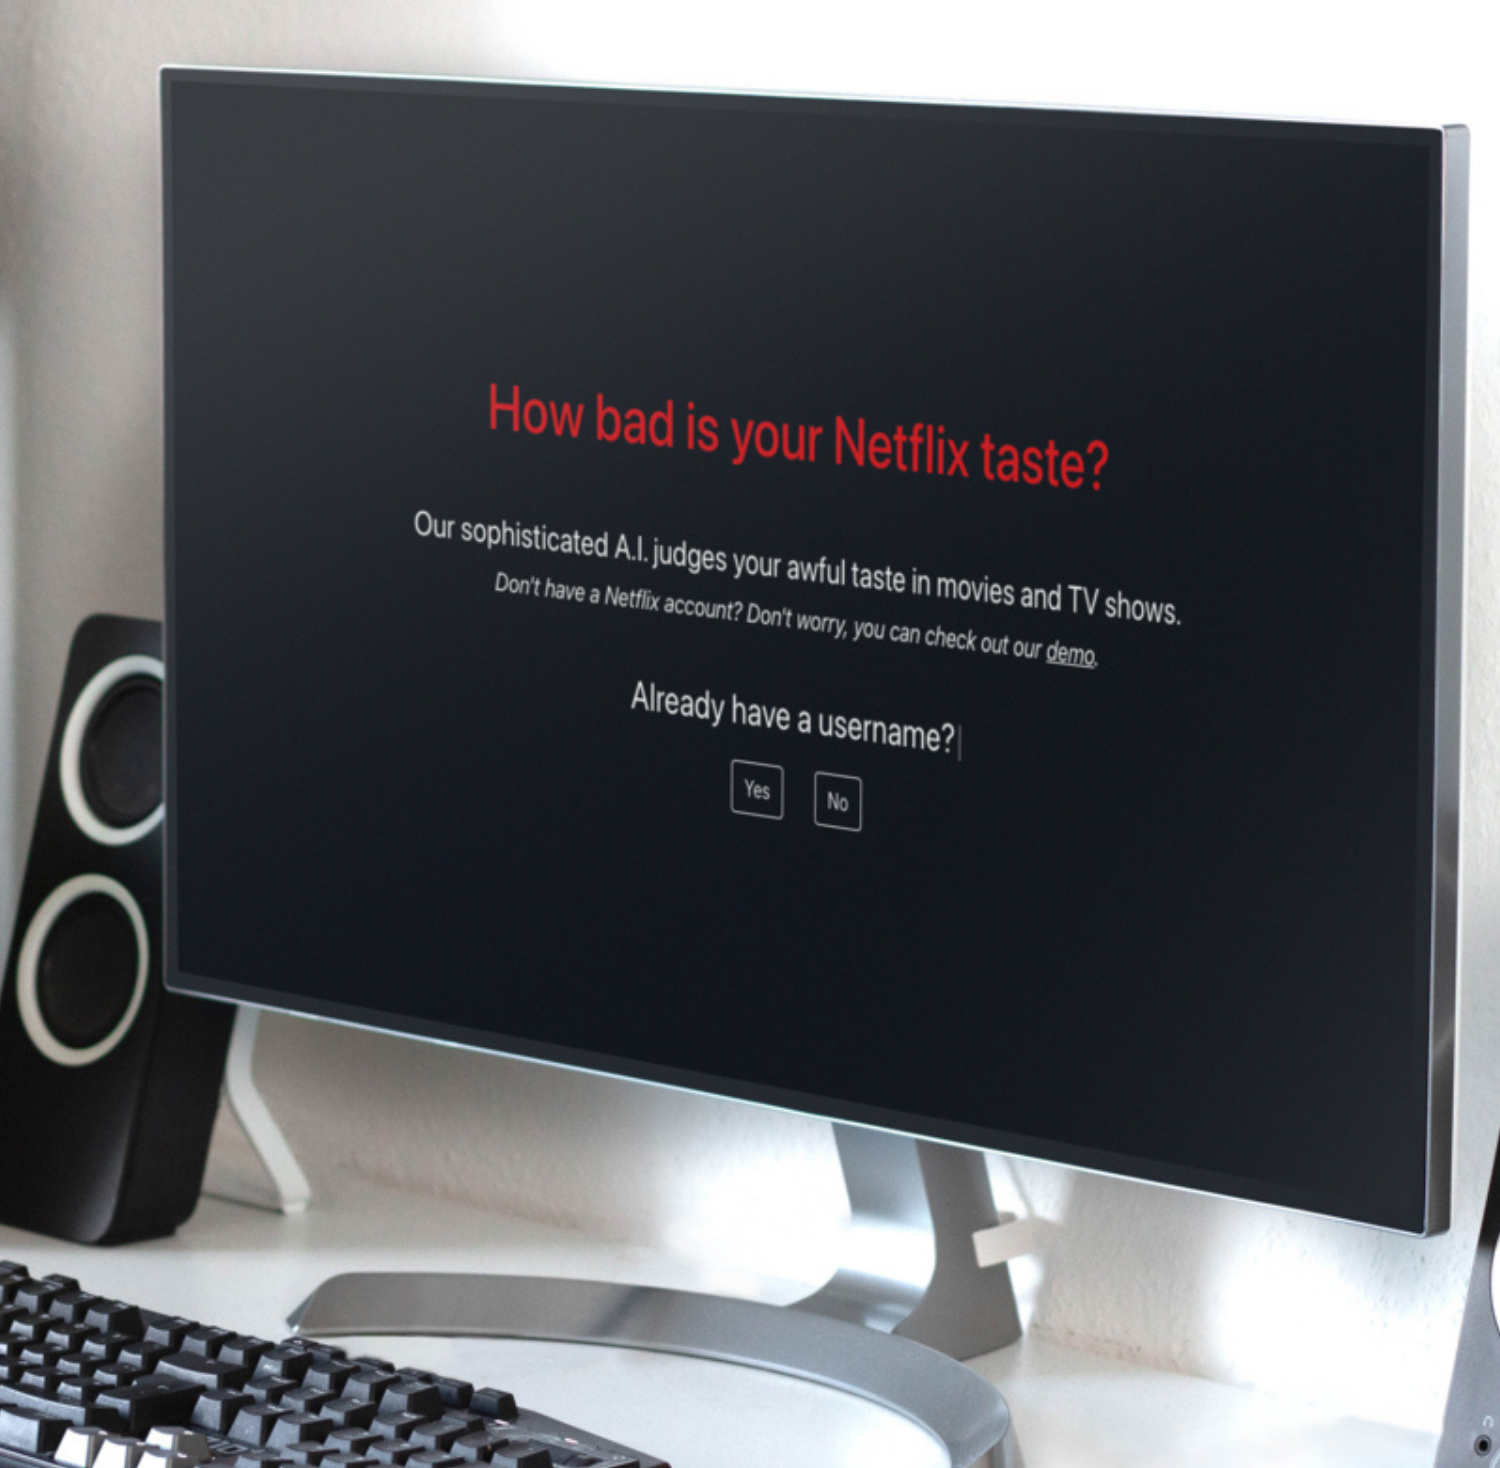 How bad is your Netflix taste?
Our sophisticated A.I. judges your awful taste in movies and TV shows.
Don't have a Netflix account? Don't worry, you can check out our demo.
Already have a username?
Yes
No